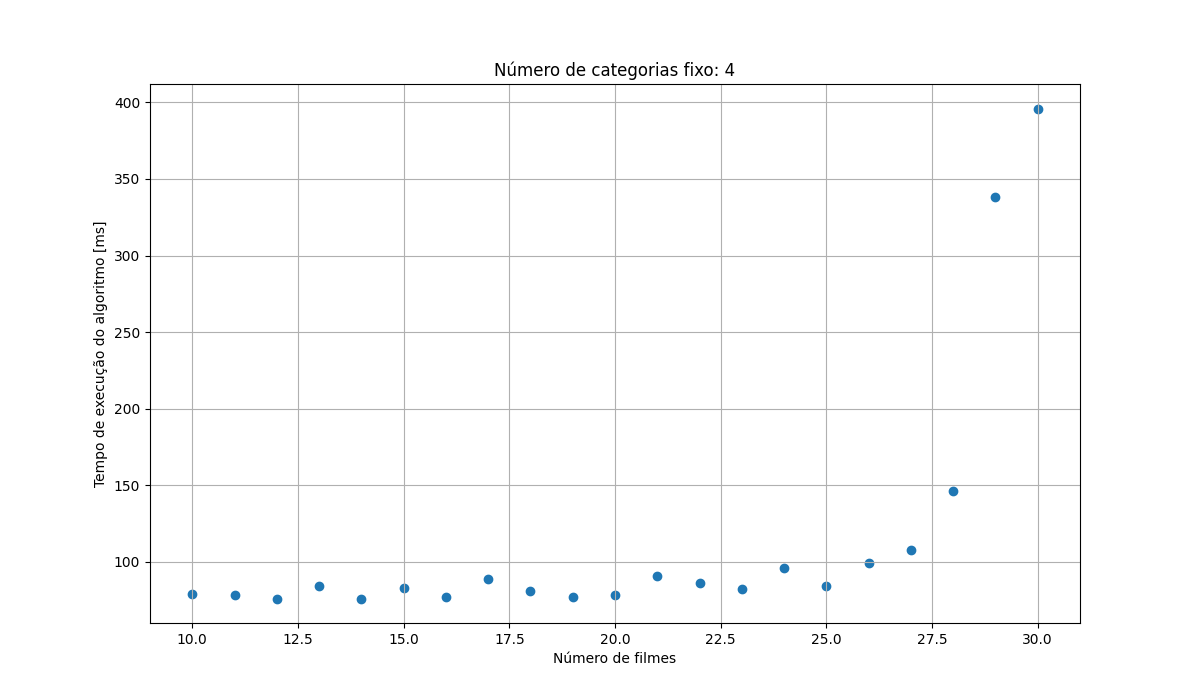 Número de categorias fixo: 4
400
350
300
250
200
150
100
Tempo de execução do algoritmo [ms]
10.0 12.5 15.0 17.5 20.0 22.5 25.0 27.5 30.0
Número de filmes